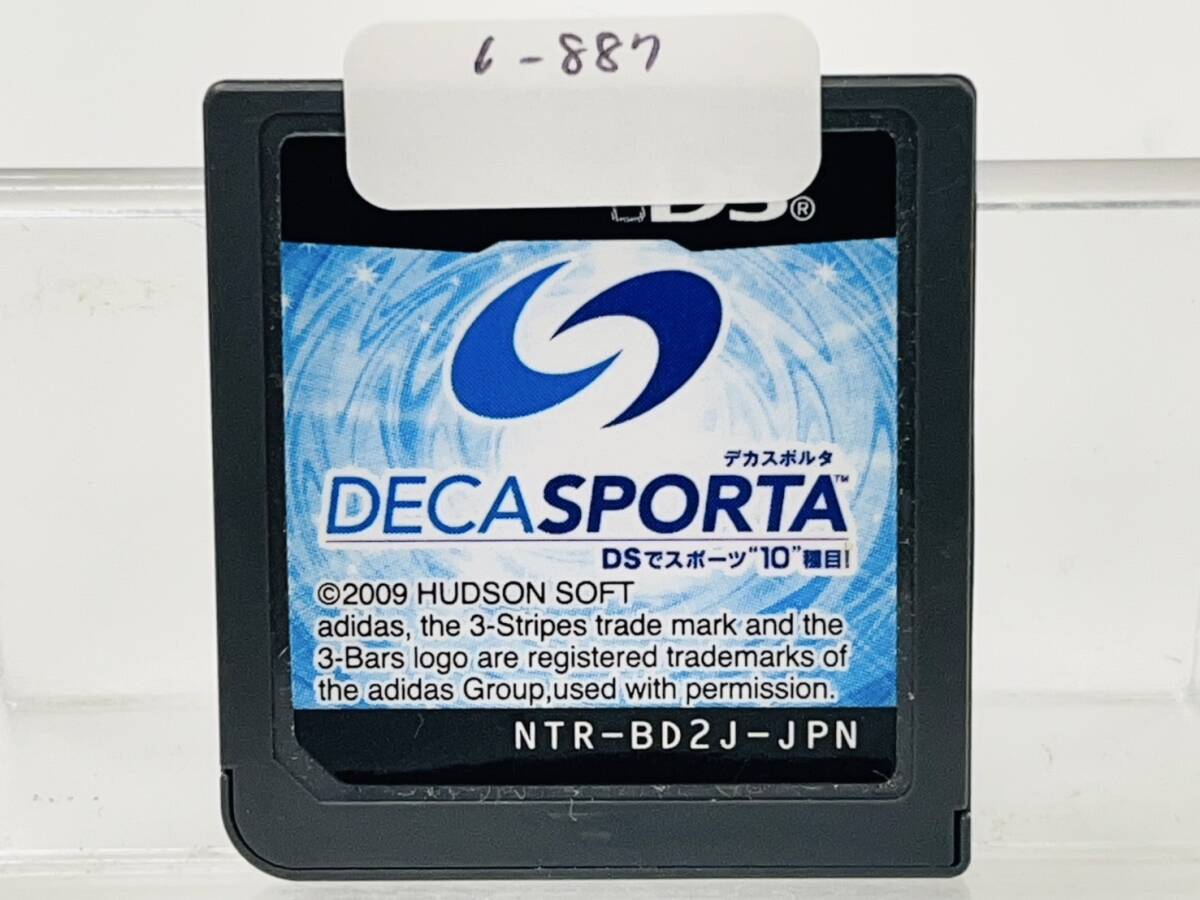 6-887
DS®
デカスポルタ
DECASPORTA™
DSでスポーツ“10”種目!
©2009 HUDSON SOFT
adidas, the 3-Stripes trade mark and the
3-Bars logo are registered trademarks of
the adidas Group,used with permission.
NTR-BD2J-JPN